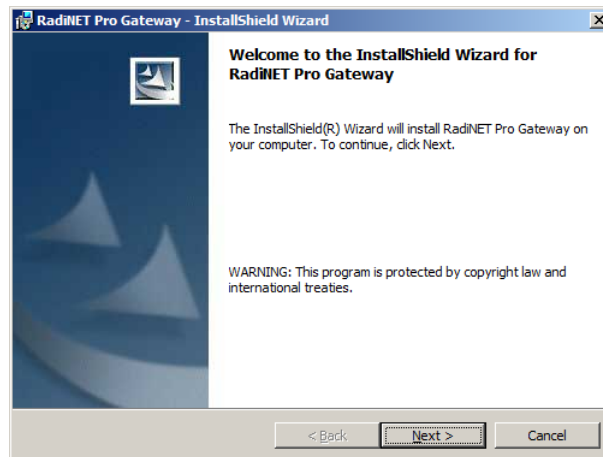 RadiNET Pro Gateway - InstallShield Wizard
Welcome to the InstallShield Wizard for
RadiNET Pro Gateway
The InstallShield(R) Wizard will install RadiNET Pro Gateway on
your computer. To continue, click Next.
WARNING: This program is protected by copyright law and
international treaties.
< Back Next > Cancel